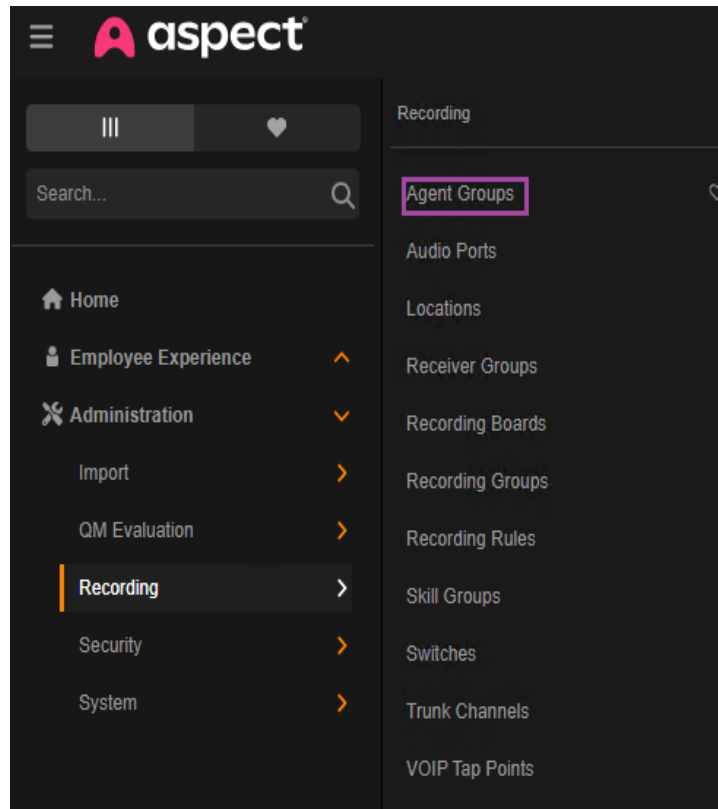 aspect
Search...
Home
Employee Experience
Administration
Import
QM Evaluation
Recording
Security
System
Recording
Agent Groups
Audio Ports
Locations
Receiver Groups
Recording Boards
Recording Groups
Recording Rules
Skill Groups
Switches
Trunk Channels
VOIP Tap Points